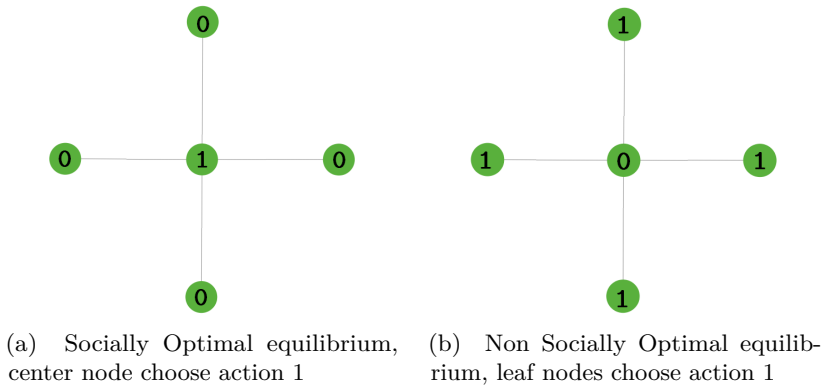 0
0 1 0
0
(a) Socially Optimal equilibrium,
center node choose action 1
1
1 0 1
1
(b) Non Socially Optimal equilib-
rium, leaf nodes choose action 1